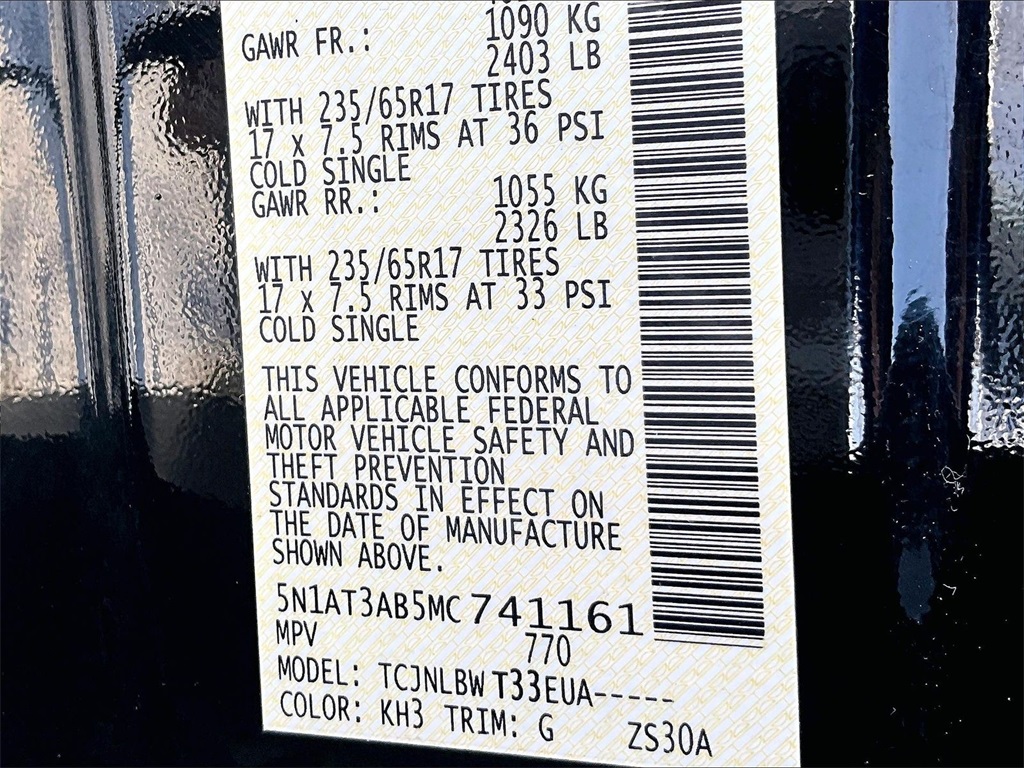 GAWR FR.: 1090 KG
2403 LB
WITH 235/65R17 TIRES
17 x 7.5 RIMS AT 36 PSI
COLD SINGLE
GAWR RR.: 1055 KG
2326 LB
WITH 235/65R17 TIRES
17 x 7.5 RIMS AT 33 PSI
COLD SINGLE
THIS VEHICLE CONFORMS TO
ALL APPLICABLE FEDERAL
MOTOR VEHICLE SAFETY AND
THEFT PREVENTION
STANDARDS IN EFFECT ON
THE DATE OF MANUFACTURE
SHOWN ABOVE.
5N1AT3AB5MC741161
MPV 770
MODEL: TCJNLBWT33EUA-----
COLOR: KH3 TRIM: G ZS30A